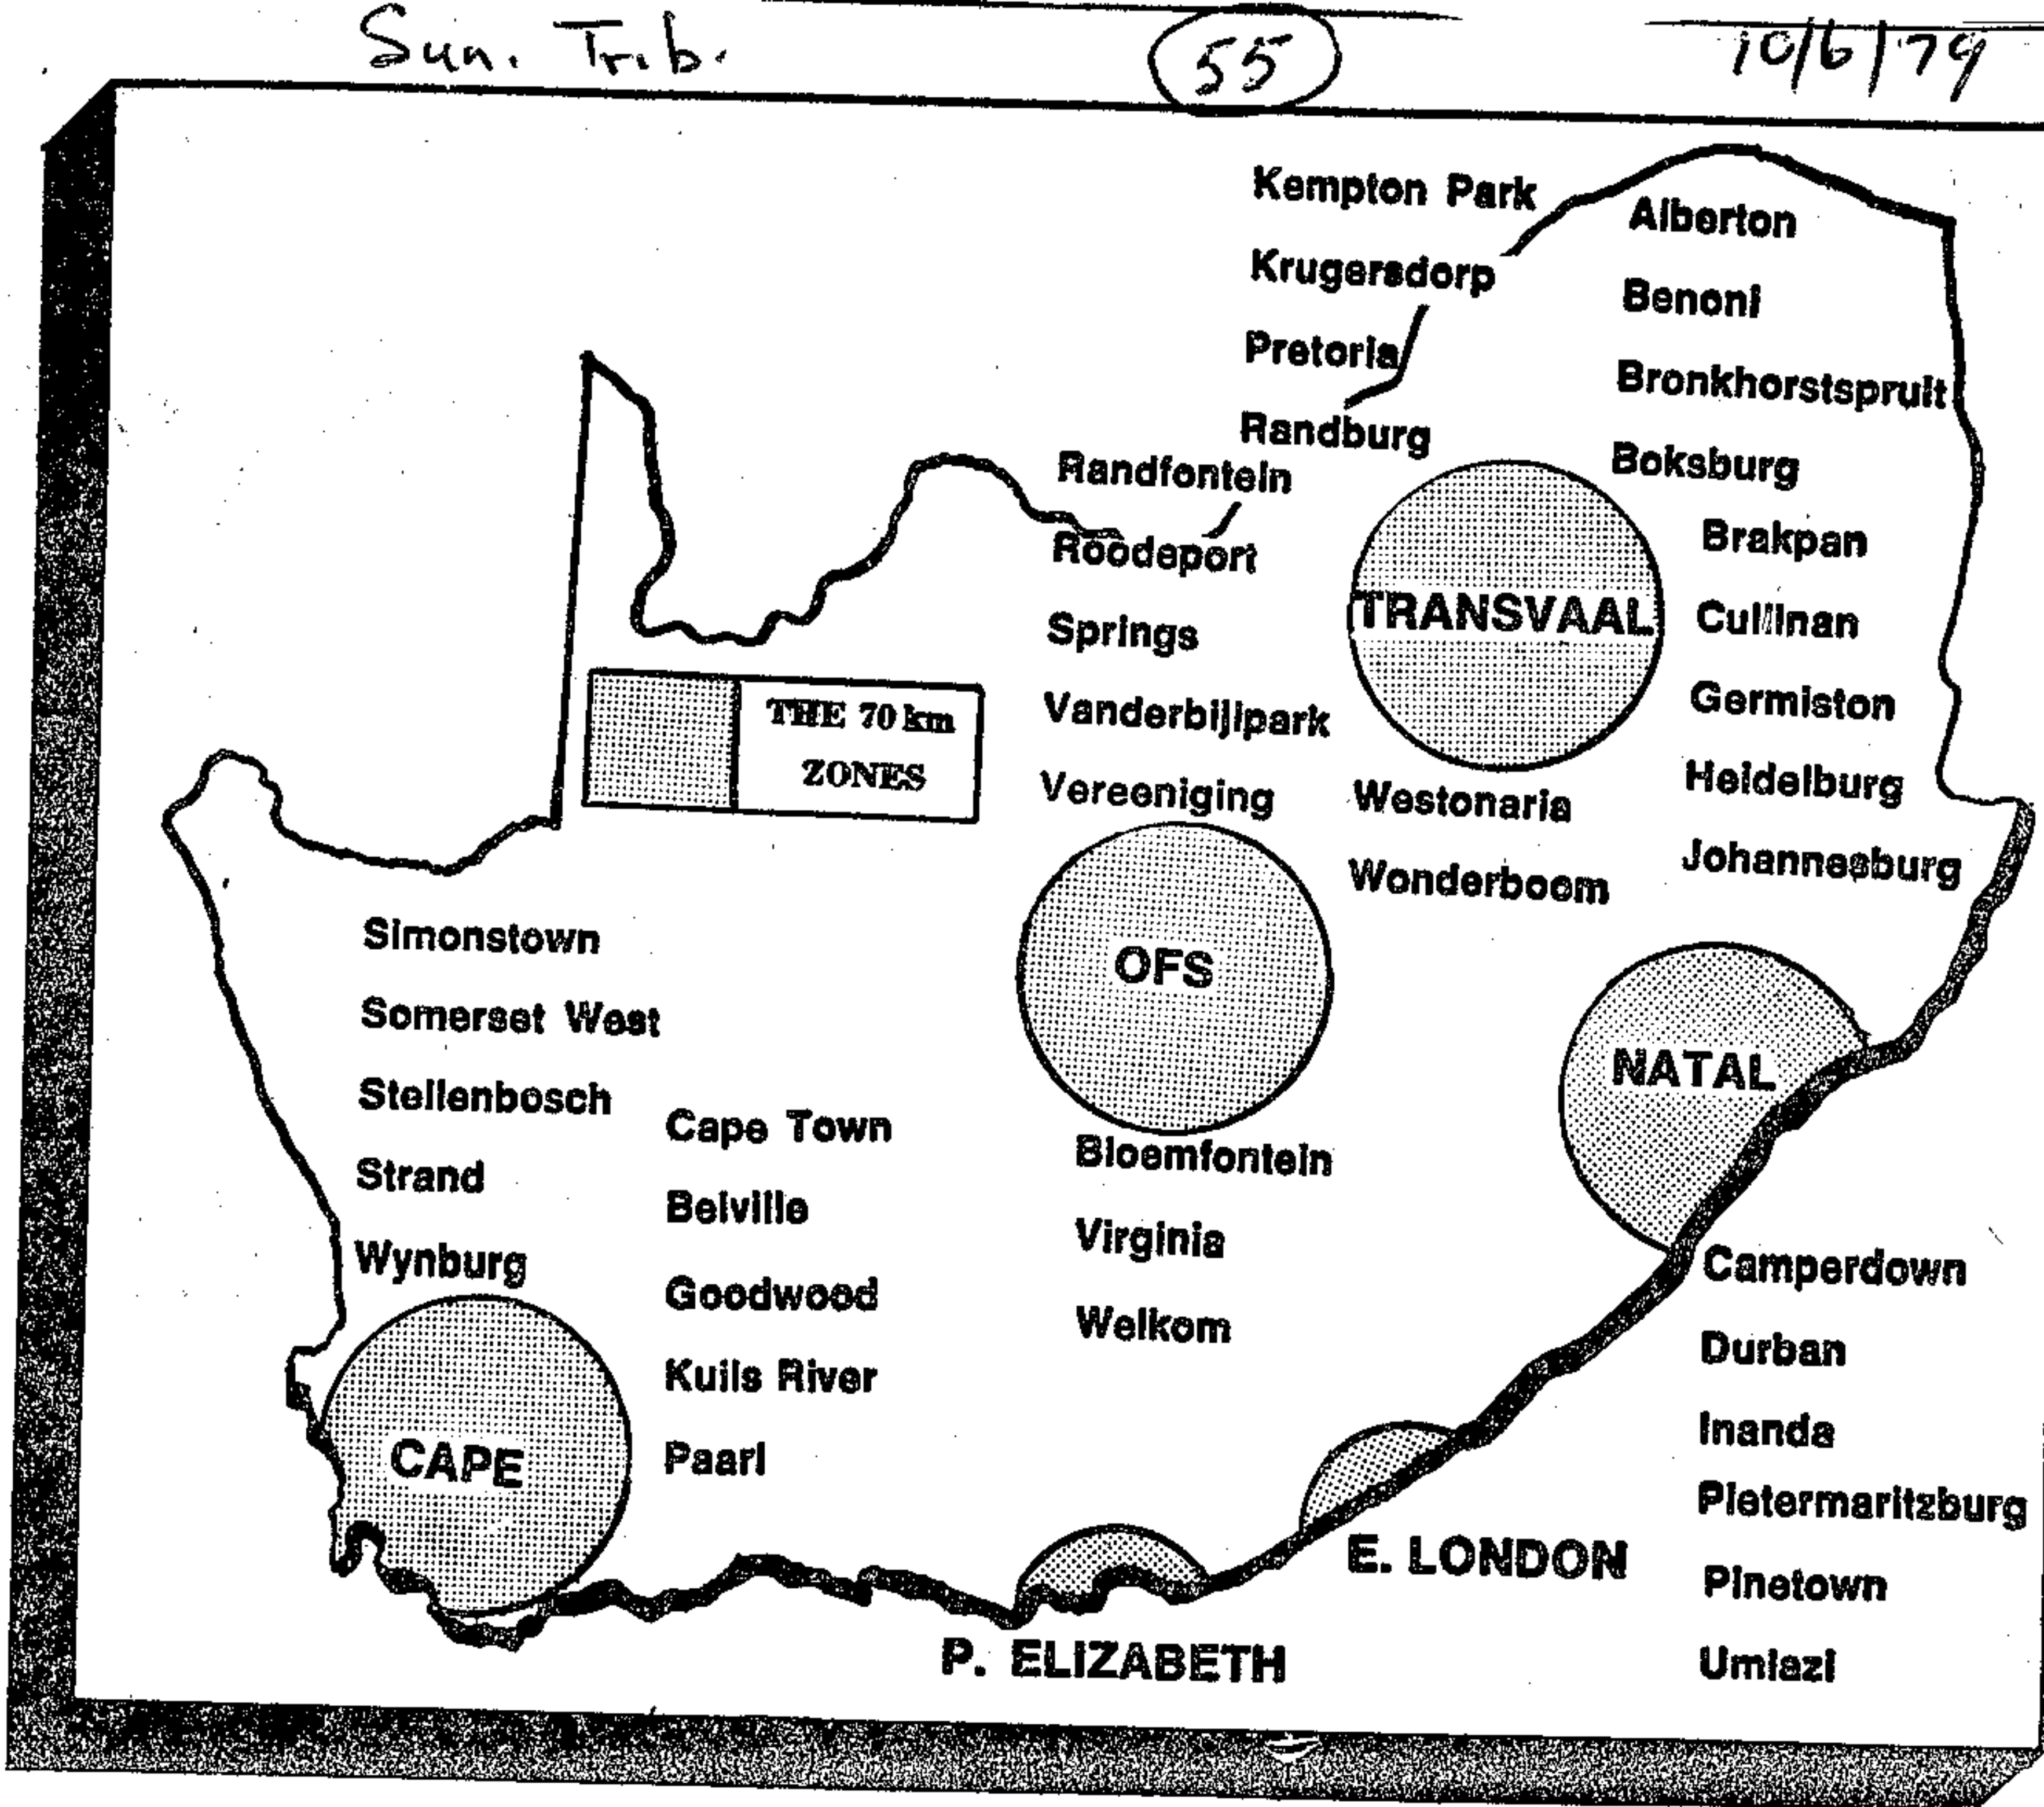 Sun. Trib.
55
10/6/79
Kempton Park
Krugersdorp
Pretoria
Randburg
Randfontein
Roodeport
Springs
Vanderbijlpark
Vereeniging
Alberton
Benoni
Bronkhorstspruit
Boksburg
Brakpan
Cullinan
Germiston
Heidelburg
Johannesburg
TRANSVAAL
Westonaria
Wonderboom
THE 70 km
ZONES
OFS
Bloemfontein
Virginia
Welkom
NATAL
Camperdown
Durban
Inanda
Pietermaritzburg
Pinetown
Umlazi
Simonstown
Somerset West
Stellenbosch
Strand
Wynburg
Cape Town
Belville
Goodwood
Kuils River
Paarl
CAPE
E. LONDON
P. ELIZABETH